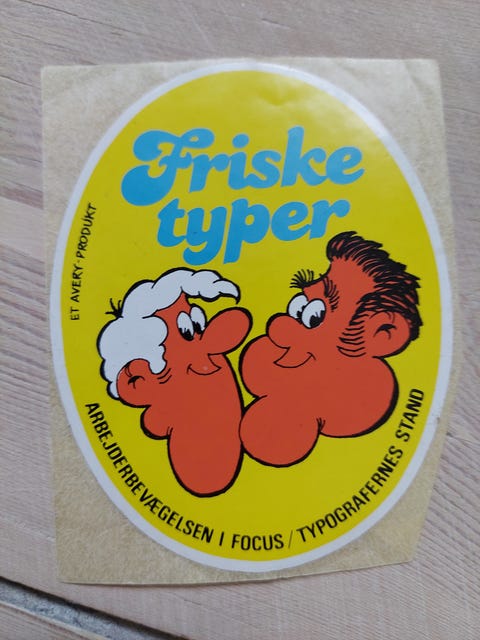 Friske
typer
ET AVERY-PRODUKT
ARBEJDERBEVÆGELSEN I FOCUS / TYPOGRAFERNES STAND